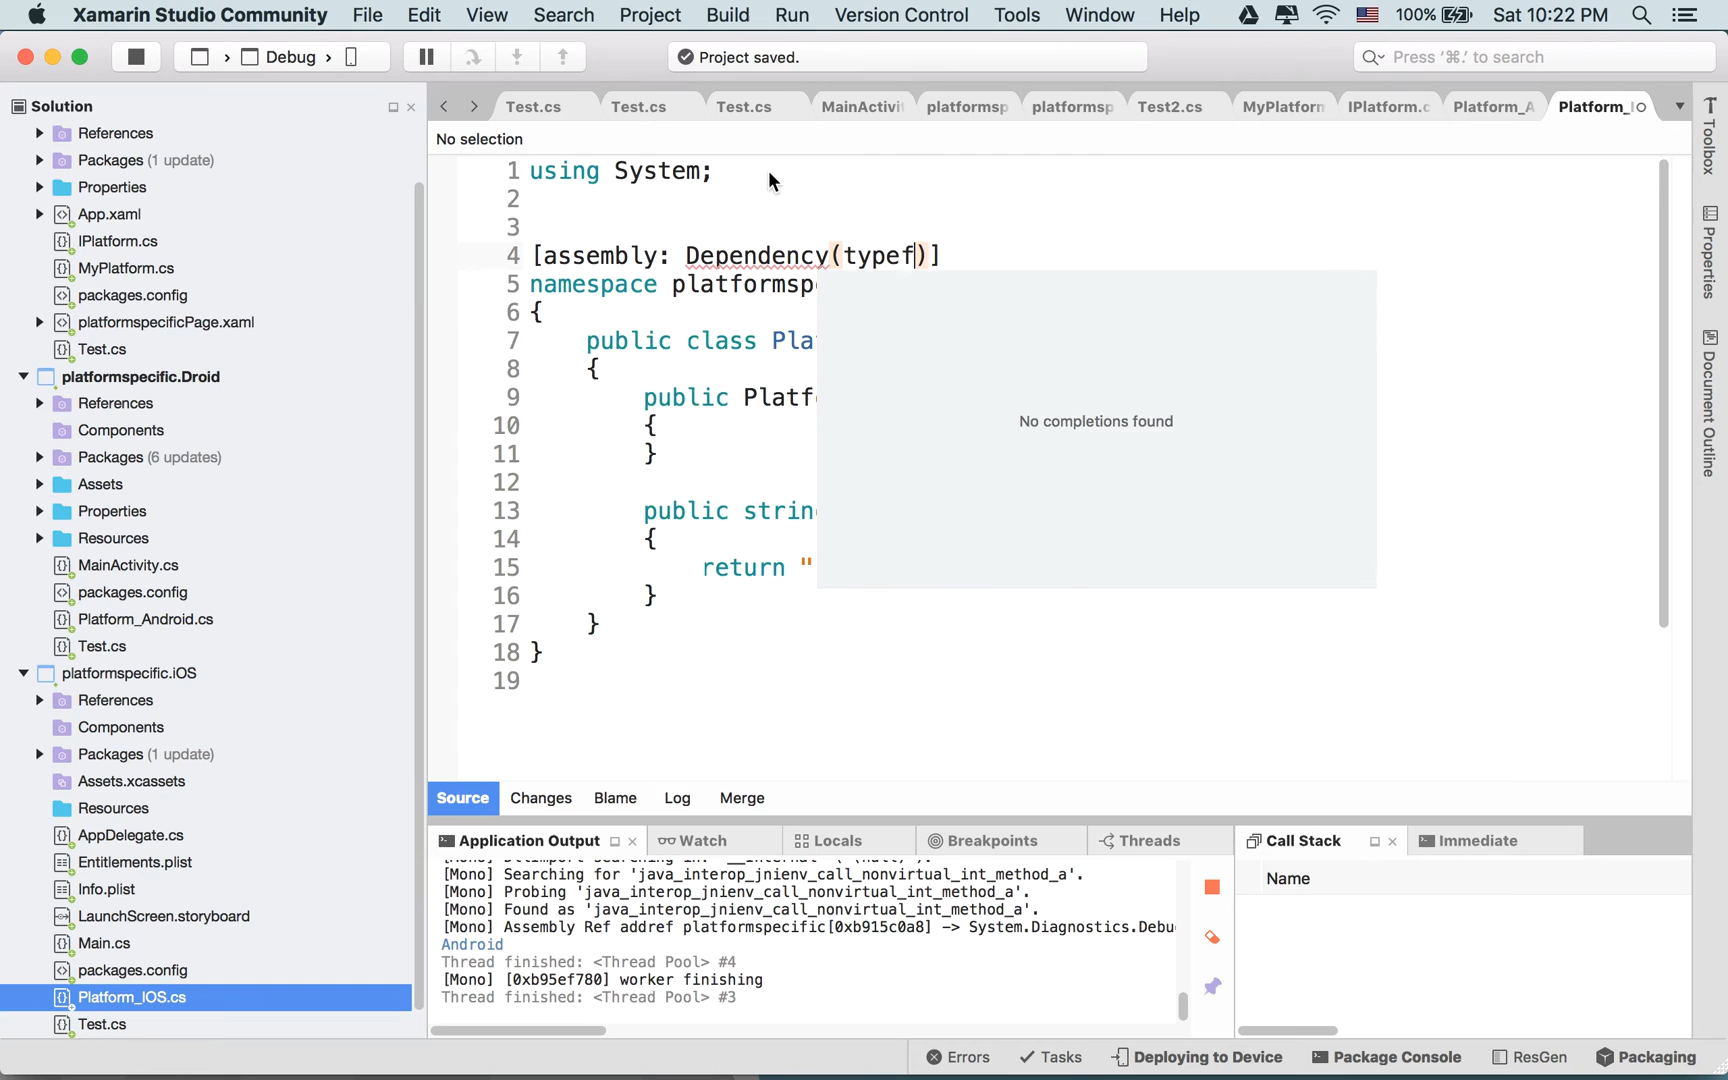 Xamarin Studio Community File Edit View Search Project Build Run Version Control Tools Window Help 100% Sat 10:22 PM
Debug
Project saved.
Press '⌘.' to search
Solution
References
Packages (1 update)
Properties
App.xaml
IPlatform.cs
MyPlatform.cs
packages.config
platformspecificPage.xaml
Test.cs
platformspecific.Droid
References
Components
Packages (6 updates)
Assets
Properties
Resources
MainActivity.cs
packages.config
Platform_Android.cs
Test.cs
platformspecific.iOS
References
Components
Packages (1 update)
Assets.xcassets
Resources
AppDelegate.cs
Entitlements.plist
Info.plist
LaunchScreen.storyboard
Main.cs
packages.config
Platform_IOS.cs
Test.cs
Test.cs Test.cs Test.cs MainActivi platformsp platformsp Test2.cs MyPlatforn IPlatform.c Platform_A Platform_I
No selection
1 using System;
2
3
4 [assembly: Dependency(typef)]
5 namespace platformsp
6 {
7 public class Pla
8 {
9 public Platf
10 {
11 }
12
13 public strin
14 {
15 return "
16 }
17 }
18 }
19
No completions found
Source Changes Blame Log Merge
Application Output Watch Locals Breakpoints Threads
[Mono] Searching for 'java_interop_jnienv_call_nonvirtual_int_method_a'.
[Mono] Probing 'java_interop_jnienv_call_nonvirtual_int_method_a'.
[Mono] Found as 'java_interop_jnienv_call_nonvirtual_int_method_a'.
[Mono] Assembly Ref addref platformspecific[0xb915c0a8] -> System.Diagnostics.Debu
Android
Thread finished: <Thread Pool> #4
[Mono] [0xb95ef780] worker finishing
Thread finished: <Thread Pool> #3
Call Stack Immediate
Name
Toolbox
Properties
Document Outline
Errors Tasks Deploying to Device Package Console ResGen Packaging